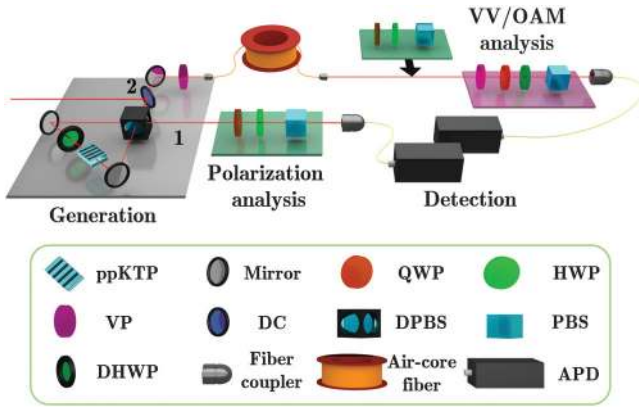 VV/OAM
analysis
2
1
Polarization
analysis
Generation
Detection
ppKTP
Mirror
QWP
HWP
VP
DC
DPBS
PBS
DHWP
Fiber
coupler
Air-core
fiber
APD